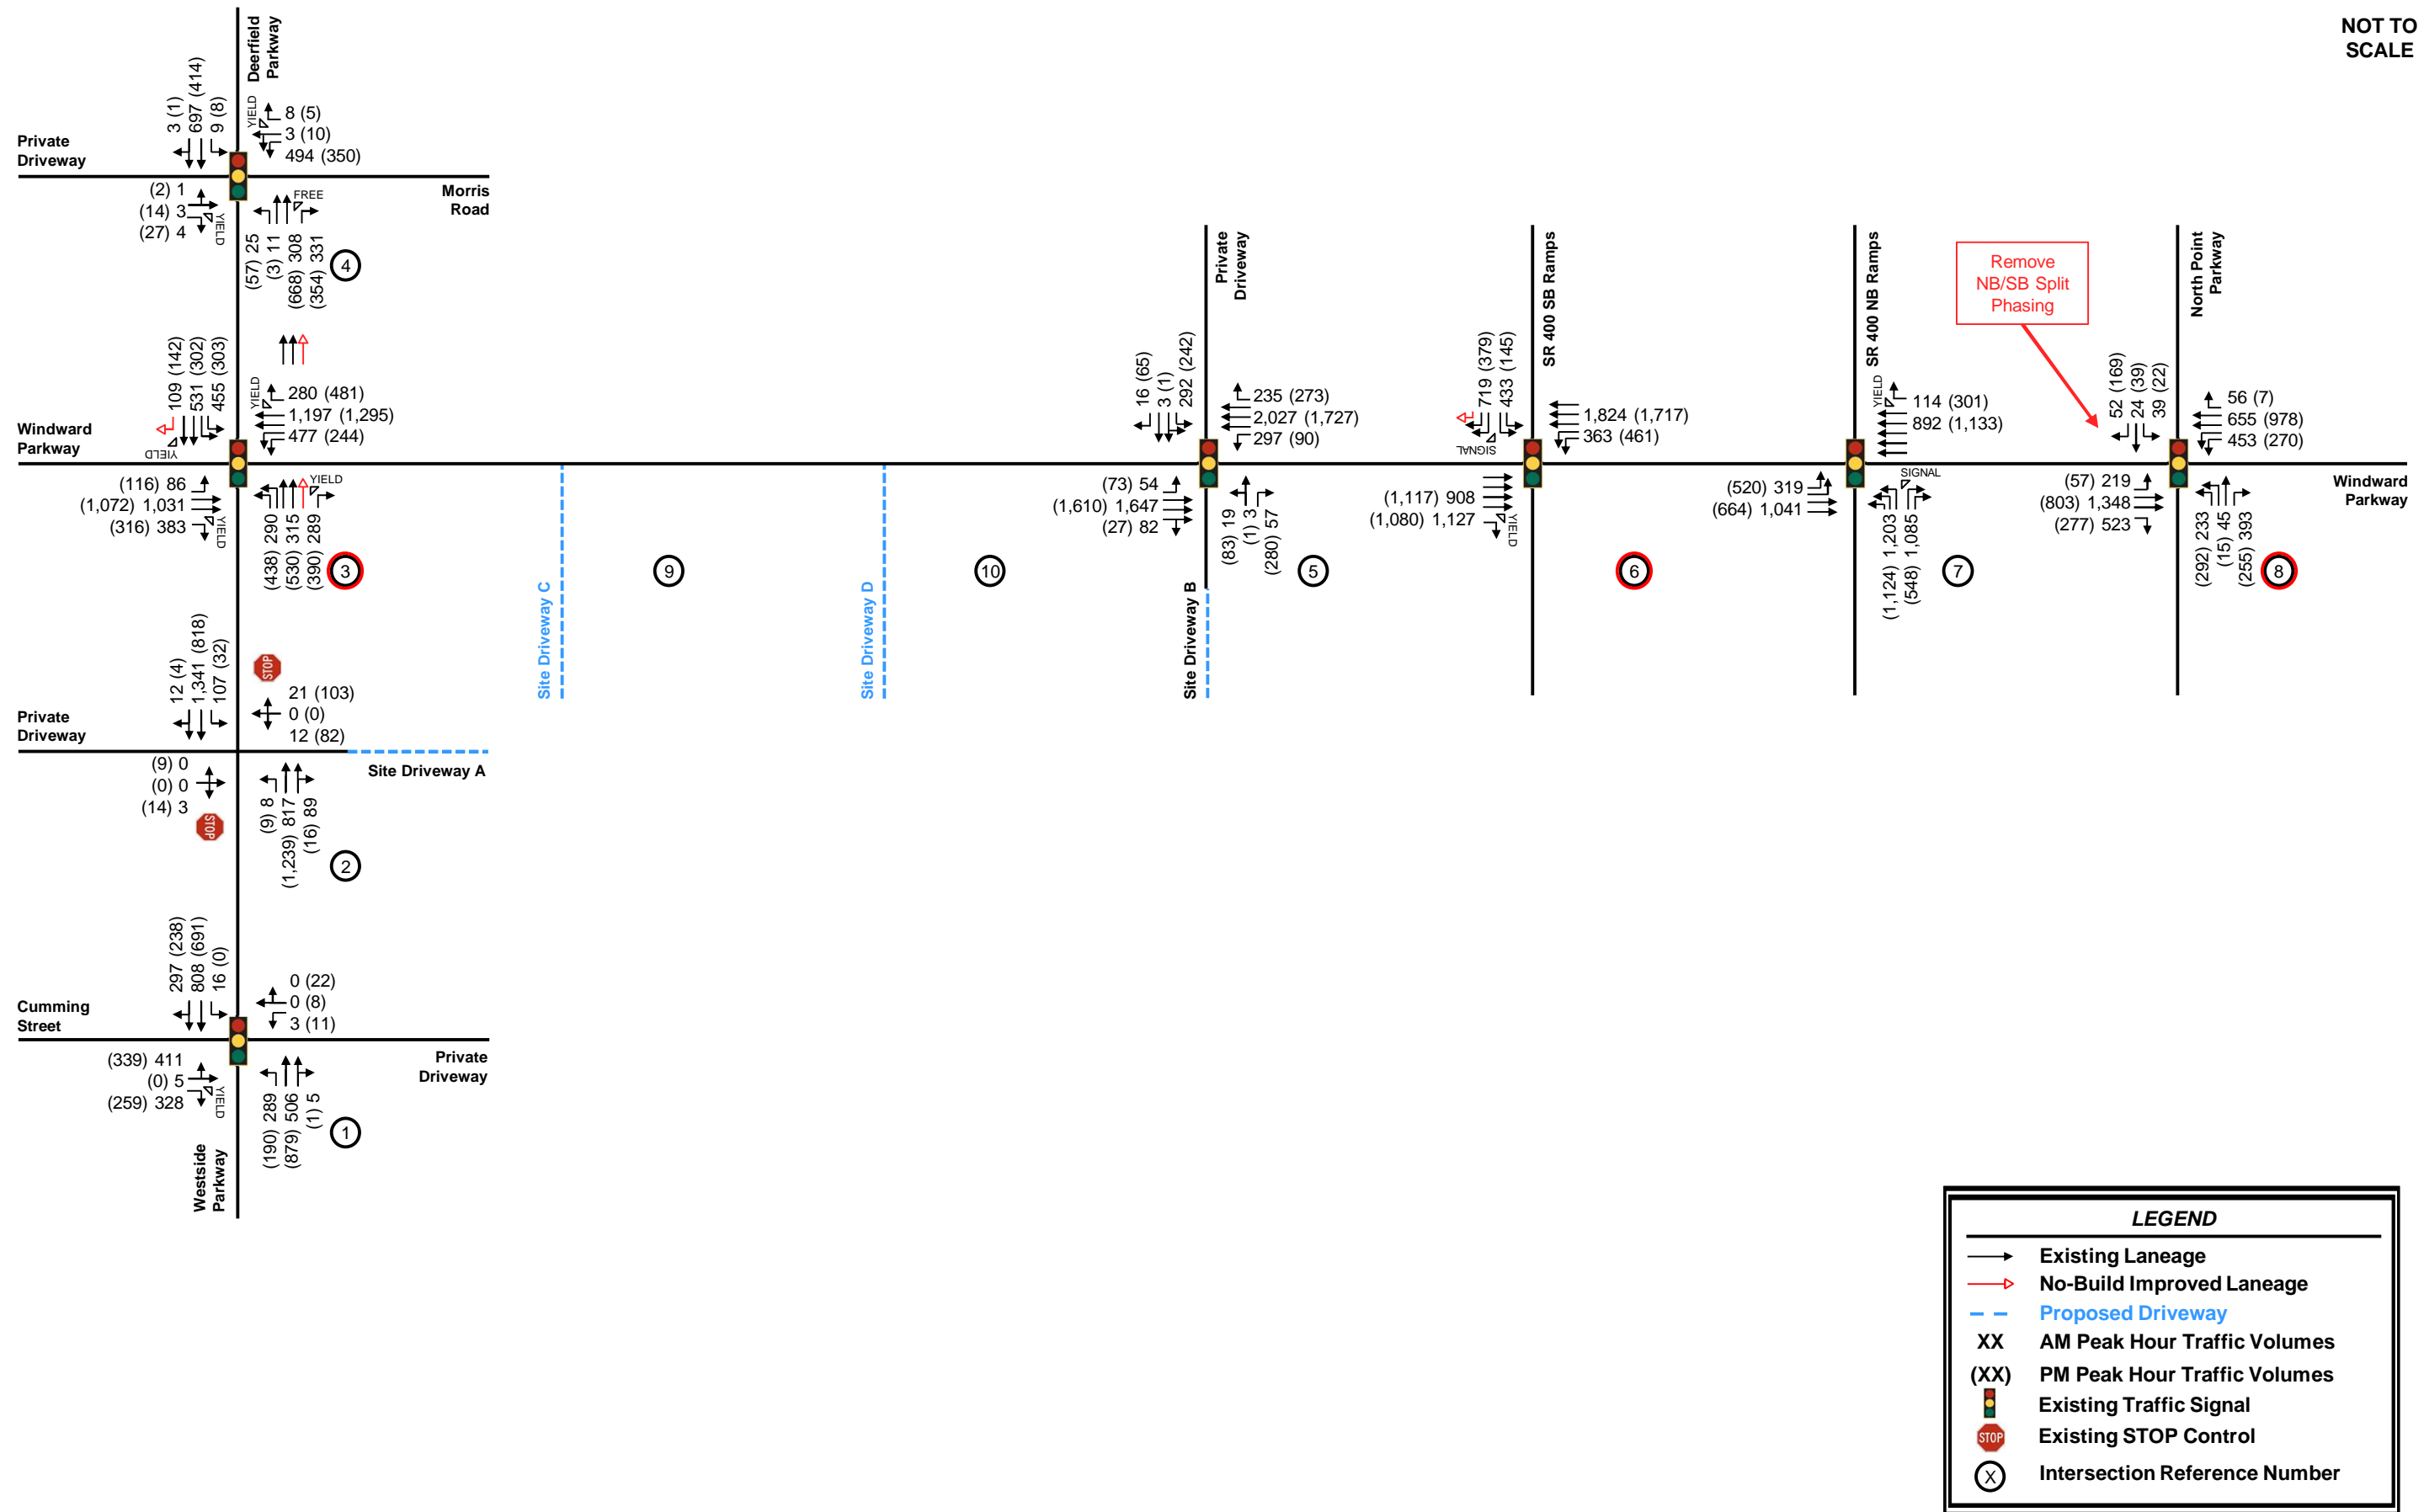 NOT TO
SCALE
Deerfield
Parkway
3 (1)
697 (414)
9 (8)
YIELD
8 (5)
3 (10)
494 (350)
Private
Driveway
Morris
Road
(2) 1
(14) 3
(27) 4
YIELD
FREE
(57) 25
(3) 11
(668) 308
(354) 331
4
109 (142)
531 (302)
455 (303)
YIELD
YIELD
280 (481)
1,197 (1,295)
477 (244)
Windward
Parkway
(116) 86
(1,072) 1,031
(316) 383
YIELD
YIELD
(438) 290
(530) 315
(390) 289
3
Site Driveway C
9
Site Driveway D
10
Private
Driveway
16 (65)
3 (1)
292 (242)
235 (273)
2,027 (1,727)
297 (90)
(73) 54
(1,610) 1,647
(27) 82
(83) 19
(1) 3
(280) 57
5
Site Driveway B
SR 400 SB Ramps
719 (379)
433 (145)
SIGNAL
1,824 (1,717)
363 (461)
(1,117) 908
(1,080) 1,127
YIELD
6
SR 400 NB Ramps
YIELD
114 (301)
892 (1,133)
(520) 319
(664) 1,041
SIGNAL
(1,124) 1,203
(548) 1,085
7
Remove
NB/SB Split
Phasing
North Point
Parkway
52 (169)
24 (39)
39 (22)
56 (7)
655 (978)
453 (270)
Windward
Parkway
(57) 219
(803) 1,348
(277) 523
(292) 233
(15) 45
(255) 393
8
12 (4)
1,341 (818)
107 (32)
STOP
21 (103)
0 (0)
12 (82)
Private
Driveway
Site Driveway A
(9) 0
(0) 0
(14) 3
STOP
(9) 8
(1,239) 817
(16) 89
2
297 (238)
808 (691)
16 (0)
0 (22)
0 (8)
3 (11)
Cumming
Street
Private
Driveway
(339) 411
(0) 5
(259) 328
YIELD
(190) 289
(879) 506
(1) 5
1
Westside
Parkway
LEGEND
Existing Laneage
No-Build Improved Laneage
Proposed Driveway
XX AM Peak Hour Traffic Volumes
(XX) PM Peak Hour Traffic Volumes
Existing Traffic Signal
STOP Existing STOP Control
X Intersection Reference Number